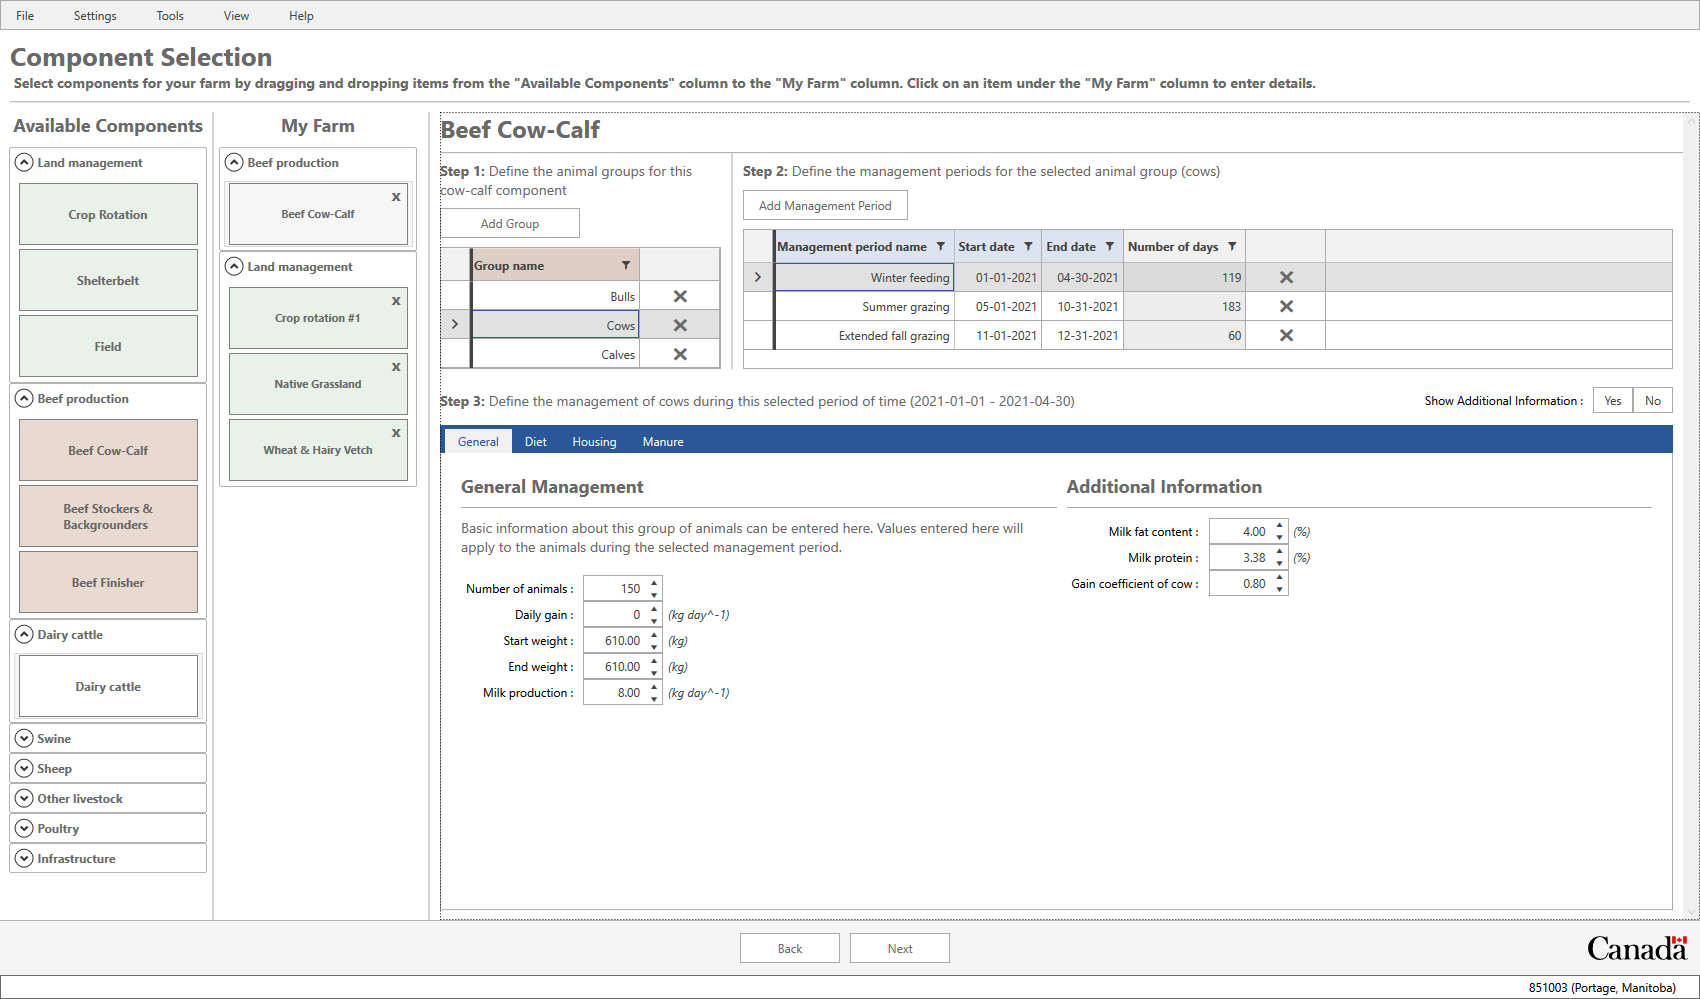 File Settings Tools View Help
Component Selection
Select components for your farm by dragging and dropping items from the "Available Components" column to the "My Farm" column. Click on an item under the "My Farm" column to enter details.
Available Components
Land management
Crop Rotation
Shelterbelt
Field
Beef production
Beef Cow-Calf
Beef Stockers &
Backgrounders
Beef Finisher
Dairy cattle
Dairy cattle
Swine
Sheep
Other livestock
Poultry
Infrastructure
My Farm
Beef production
Beef Cow-Calf x
Land management
Crop rotation #1 x
Native Grassland x
Wheat & Hairy Vetch x
Beef Cow-Calf
Step 1: Define the animal groups for this
cow-calf component
Add Group
Group name
Bulls
Cows
Calves
Step 2: Define the management periods for the selected animal group (cows)
Add Management Period
Management period name Start date End date Number of days
Winter feeding 01-01-2021 04-30-2021 119
Summer grazing 05-01-2021 10-31-2021 183
Extended fall grazing 11-01-2021 12-31-2021 60
Step 3: Define the management of cows during this selected period of time (2021-01-01 - 2021-04-30)
Show Additional Information : Yes No
General Diet Housing Manure
General Management
Basic information about this group of animals can be entered here. Values entered here will
apply to the animals during the selected management period.
Number of animals : 150
Daily gain : 0 (kg day^-1)
Start weight : 610.00 (kg)
End weight : 610.00 (kg)
Milk production : 8.00 (kg day^-1)
Additional Information
Milk fat content : 4.00 (%)
Milk protein : 3.38 (%)
Gain coefficient of cow : 0.80
Back Next
Canada
851003 (Portage, Manitoba)